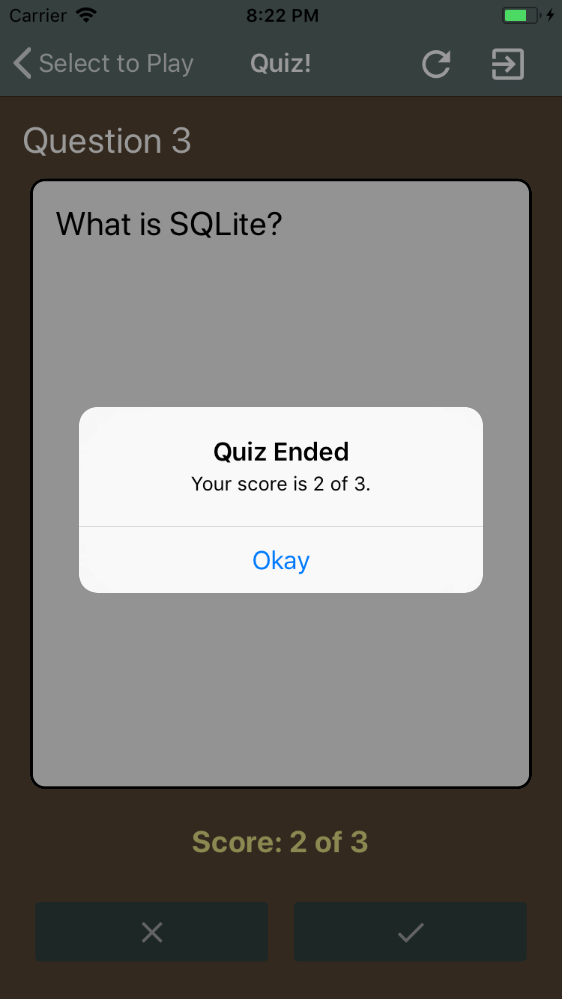 Carrier 8:22 PM
Select to Play Quiz!
Question 3
What is SQLite?
Quiz Ended
Your score is 2 of 3.
Okay
Score: 2 of 3